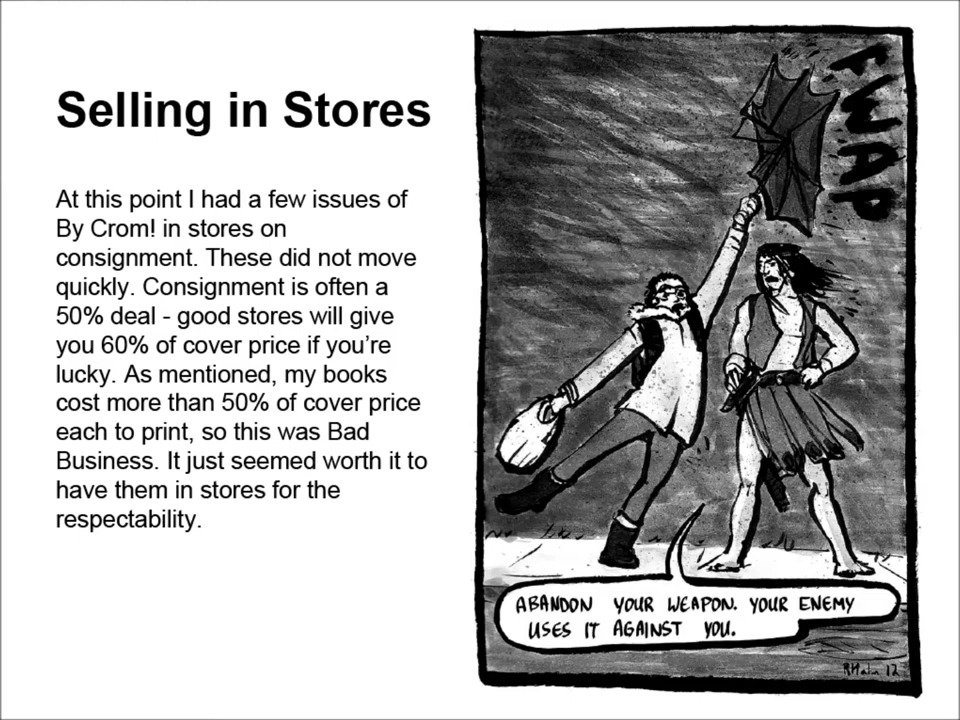 Selling in Stores
At this point I had a few issues of
By Crom! in stores on
consignment. These did not move
quickly. Consignment is often a
50% deal - good stores will give
you 60% of cover price if you're
lucky. As mentioned, my books
cost more than 50% of cover price
each to print, so this was Bad
Business. It just seemed worth it to
have them in stores for the
respectability.
FWAP
ABANDON YOUR WEAPON. YOUR ENEMY
USES IT AGAINST YOU.
12